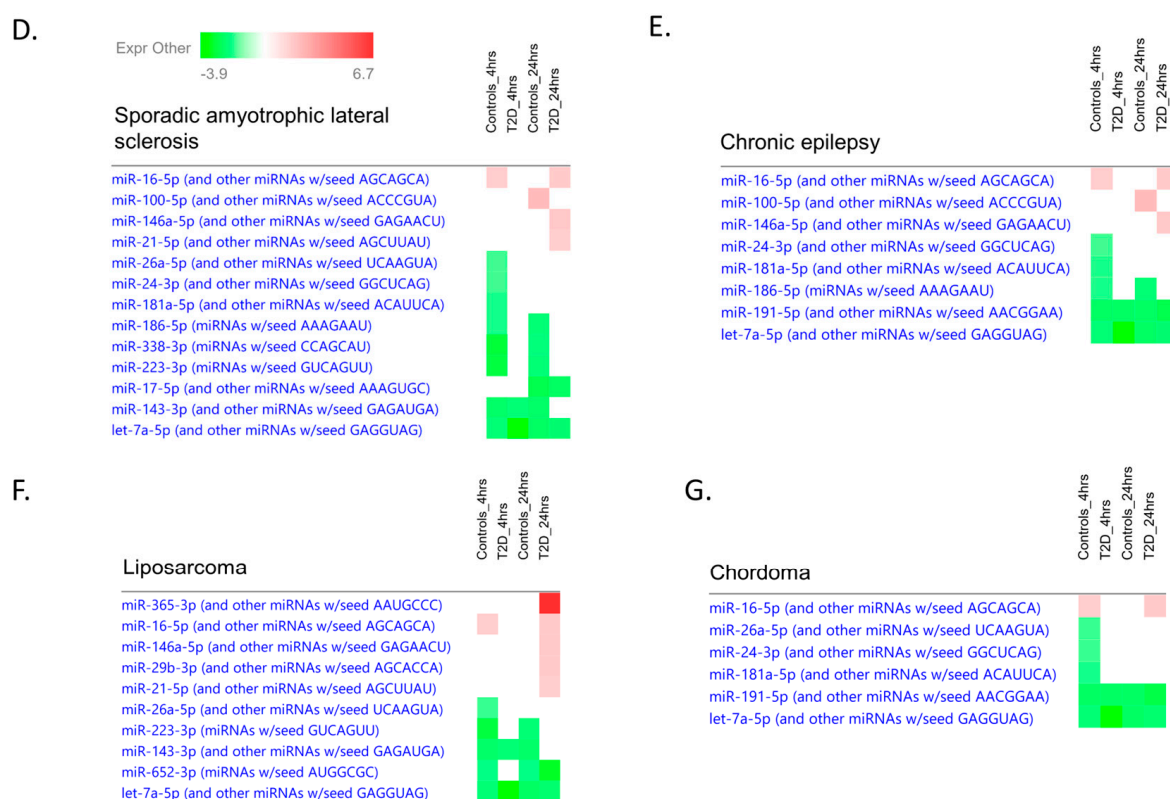 D.
Expr Other
-3.9
6.7
Controls_4hrs
T2D_4hrs
Controls_24hrs
T2D_24hrs
Sporadic amyotrophic lateral
sclerosis
miR-16-5p (and other miRNAs w/seed AGCAGCA)
miR-100-5p (and other miRNAs w/seed ACCCGUA)
miR-146a-5p (and other miRNAs w/seed GAGAACU)
miR-21-5p (and other miRNAs w/seed AGCUUAU)
miR-26a-5p (and other miRNAs w/seed UCAAGUA)
miR-24-3p (and other miRNAs w/seed GGCUCAG)
miR-181a-5p (and other miRNAs w/seed ACAUUCA)
miR-186-5p (miRNAs w/seed AAAGAAU)
miR-338-3p (miRNAs w/seed CCAGCAU)
miR-223-3p (miRNAs w/seed GUCAGUU)
miR-17-5p (and other miRNAs w/seed AAAGUGC)
miR-143-3p (and other miRNAs w/seed GAGAUGA)
let-7a-5p (and other miRNAs w/seed GAGGUAG)
E.
Controls_4hrs
T2D_4hrs
Controls_24hrs
T2D_24hrs
Chronic epilepsy
miR-16-5p (and other miRNAs w/seed AGCAGCA)
miR-100-5p (and other miRNAs w/seed ACCCGUA)
miR-146a-5p (and other miRNAs w/seed GAGAACU)
miR-24-3p (and other miRNAs w/seed GGCUCAG)
miR-181a-5p (and other miRNAs w/seed ACAUUCA)
miR-186-5p (miRNAs w/seed AAAGAAU)
miR-191-5p (and other miRNAs w/seed AACGGAA)
let-7a-5p (and other miRNAs w/seed GAGGUAG)
F.
Controls_4hrs
T2D_4hrs
Controls_24hrs
T2D_24hrs
Liposarcoma
miR-365-3p (and other miRNAs w/seed AAUGCCC)
miR-16-5p (and other miRNAs w/seed AGCAGCA)
miR-146a-5p (and other miRNAs w/seed GAGAACU)
miR-29b-3p (and other miRNAs w/seed AGCACCA)
miR-21-5p (and other miRNAs w/seed AGCUUAU)
miR-26a-5p (and other miRNAs w/seed UCAAGUA)
miR-223-3p (miRNAs w/seed GUCAGUU)
miR-143-3p (and other miRNAs w/seed GAGAUGA)
miR-652-3p (miRNAs w/seed AUGGCGC)
let-7a-5p (and other miRNAs w/seed GAGGUAG)
G.
Controls_4hrs
T2D_4hrs
Controls_24hrs
T2D_24hrs
Chordoma
miR-16-5p (and other miRNAs w/seed AGCAGCA)
miR-26a-5p (and other miRNAs w/seed UCAAGUA)
miR-24-3p (and other miRNAs w/seed GGCUCAG)
miR-181a-5p (and other miRNAs w/seed ACAUUCA)
miR-191-5p (and other miRNAs w/seed AACGGAA)
let-7a-5p (and other miRNAs w/seed GAGGUAG)